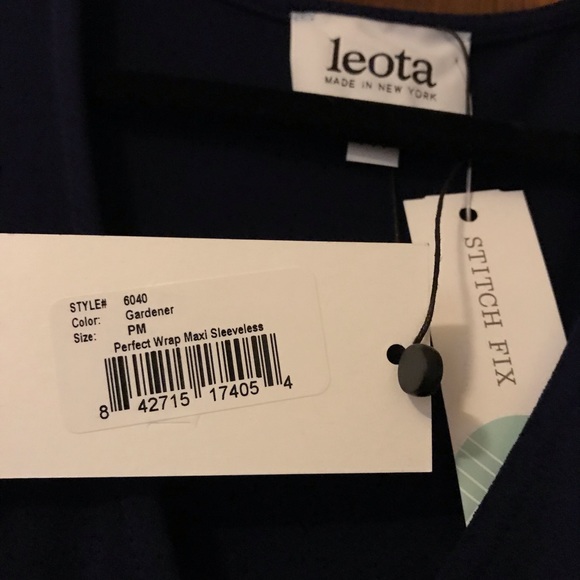 leota
MADE IN NEW YORK
STITCH FIX
STYLE# 6040
Color: Gardener
Size: PM
Perfect Wrap Maxi Sleeveless
8 42715 17405 4